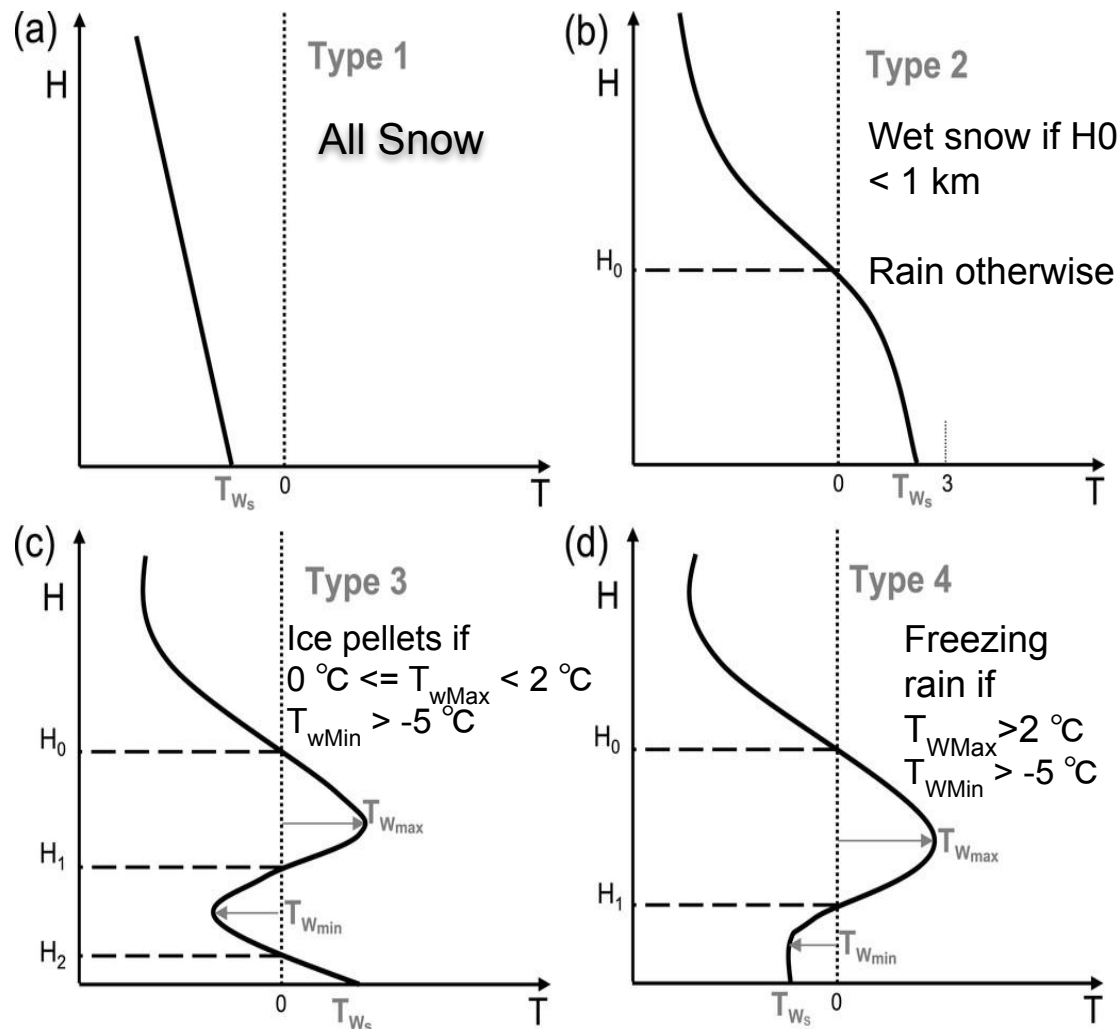 (a)
H
Type 1
All Snow
T_Ws
0
T
(b)
H
Type 2
Wet snow if H0
< 1 km
Rain otherwise
H_0
0
T_Ws
3
T
(c)
H
Type 3
Ice pellets if
0 ℃ <= T_wMax < 2 ℃
T_wMin > -5 ℃
H_0
T_Wmax
H_1
T_Wmin
H_2
0
T_Ws
T
(d)
H
Type 4
Freezing
rain if
T_WMax >2 ℃
T_WMin > -5 ℃
H_0
T_Wmax
H_1
T_Wmin
T_Ws
0
T